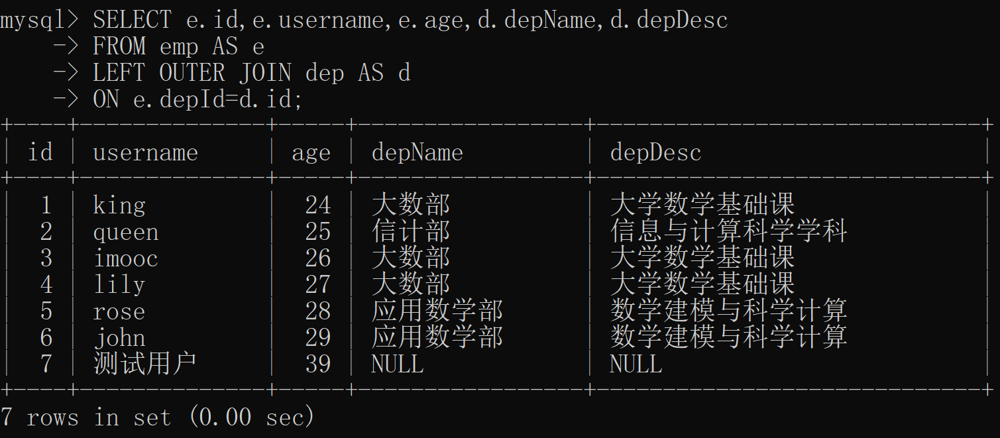 mysql> SELECT e.id,e.username,e.age,d.depName,d.depDesc
    -> FROM emp AS e
    -> LEFT OUTER JOIN dep AS d
    -> ON e.depId=d.id;
+----+--------------+-----+-----------------+-----------------------------+
| id | username     | age | depName         | depDesc                     |
+----+--------------+-----+-----------------+-----------------------------+
|  1 | king         |  24 | 大数部          | 大学数学基础课              |
|  2 | queen        |  25 | 信计部          | 信息与计算科学学科          |
|  3 | imooc        |  26 | 大数部          | 大学数学基础课              |
|  4 | lily         |  27 | 大数部          | 大学数学基础课              |
|  5 | rose         |  28 | 应用数学部      | 数学建模与科学计算          |
|  6 | john         |  29 | 应用数学部      | 数学建模与科学计算          |
|  7 | 测试用户     |  39 | NULL            | NULL                        |
+----+--------------+-----+-----------------+-----------------------------+
7 rows in set (0.00 sec)